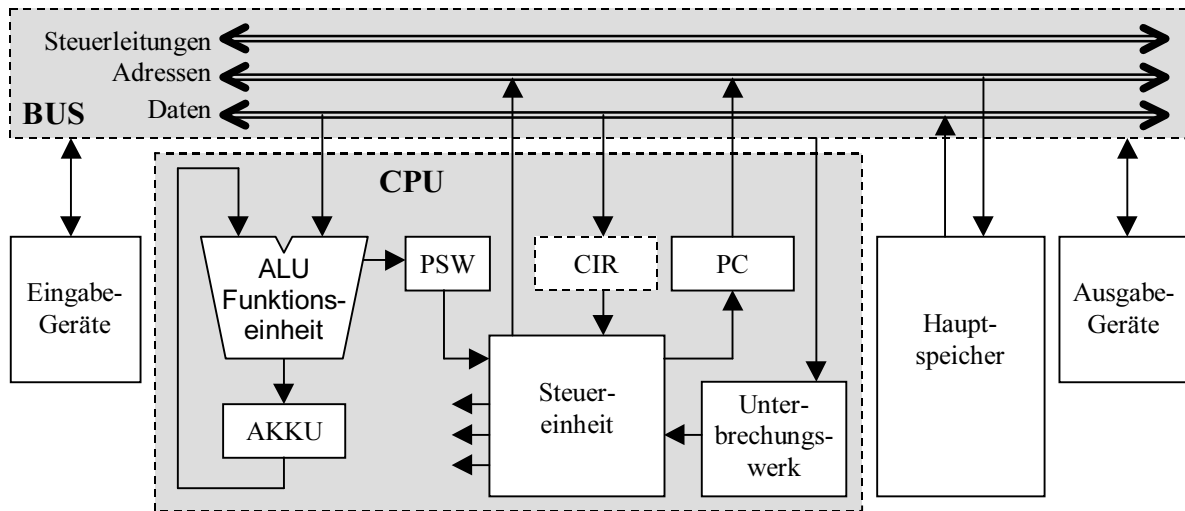 Steuerleitungen
Adressen
Daten
BUS
CPU
Eingabe-
Geräte
ALU
Funktions-
einheit
PSW
CIR
PC
AKKU
Steuer-
einheit
Unter-
brechungs-
werk
Haupt-
speicher
Ausgabe-
Geräte